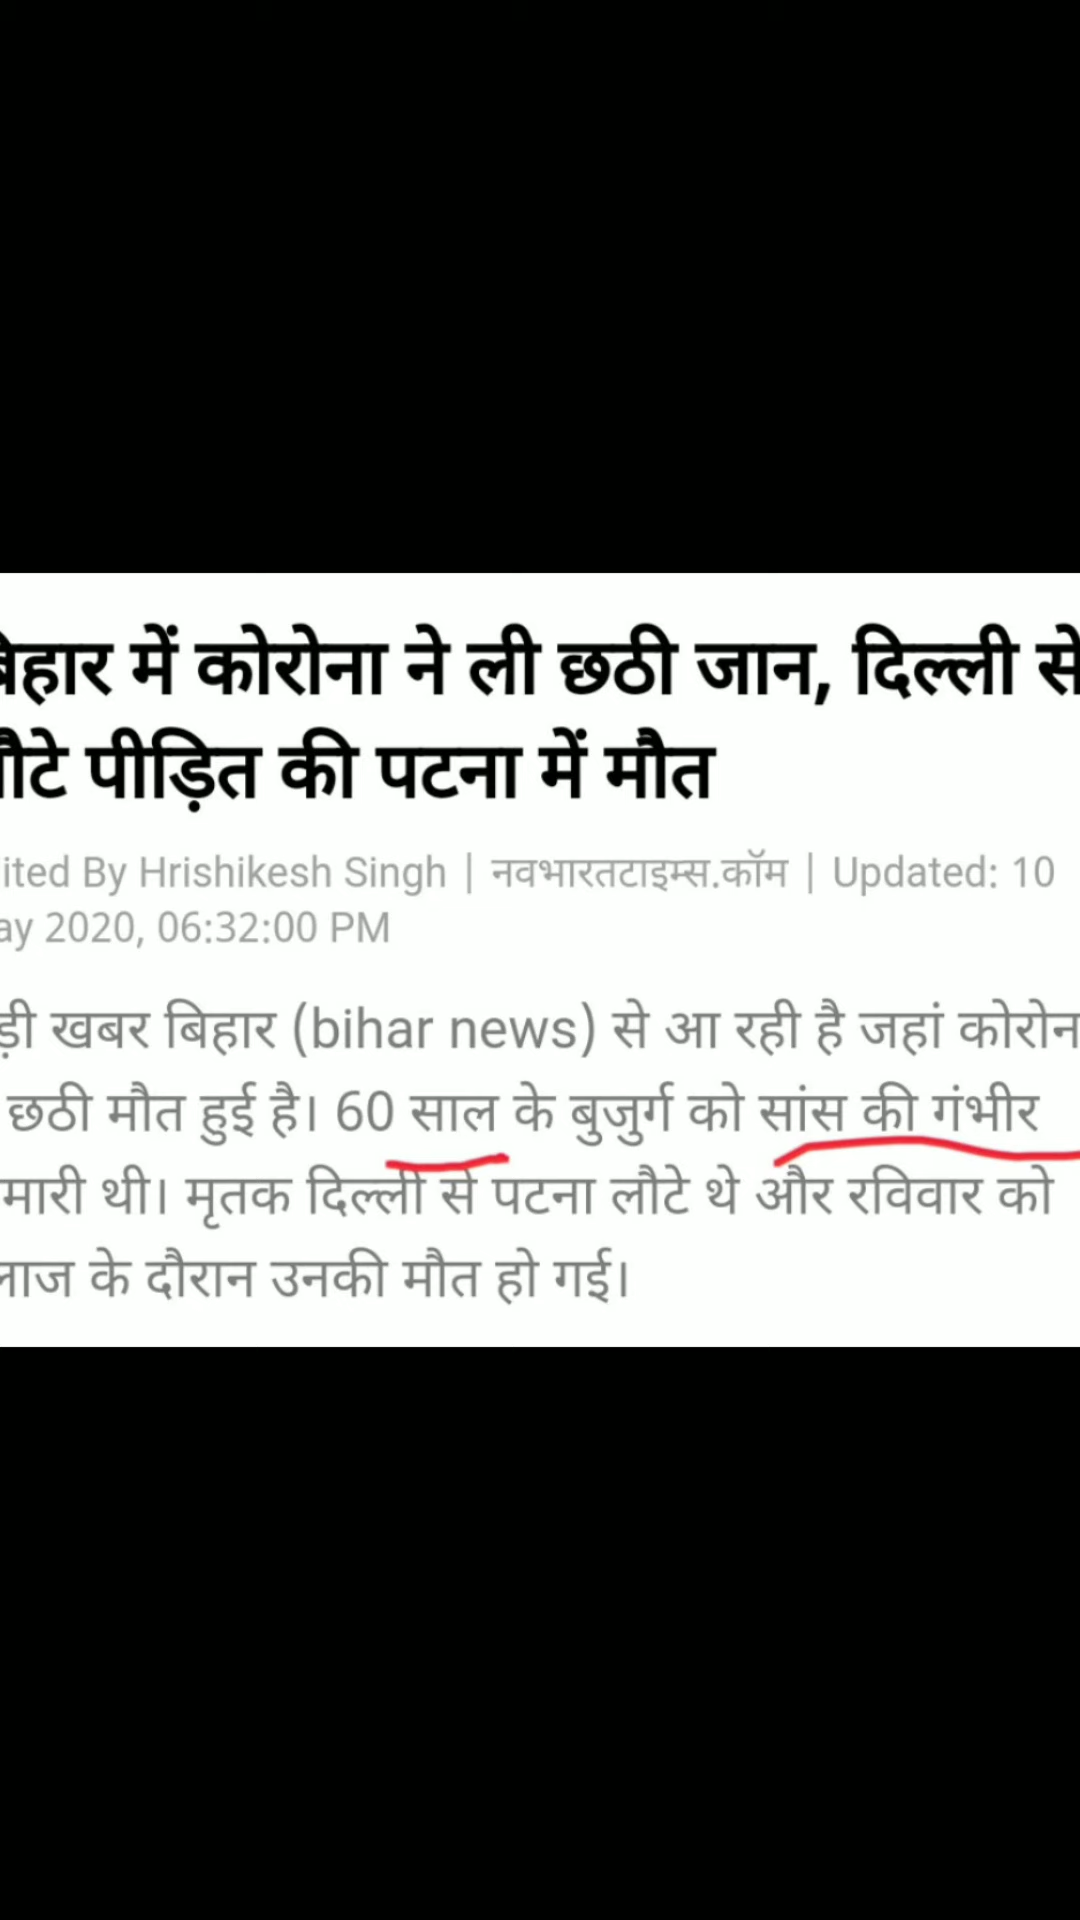 बिहार में कोरोना ने ली छठी जान, दिल्ली से
लौटे पीड़ित की पटना में मौत
ited By Hrishikesh Singh | नवभारतटाइम्स.कॉम | Updated: 10
ay 2020, 06:32:00 PM
ड़ी खबर बिहार (bihar news) से आ रही है जहां कोरोन
छठी मौत हुई है। 60 साल के बुजुर्ग को सांस की गंभीर
मारी थी। मृतक दिल्ली से पटना लौटे थे और रविवार को
लाज के दौरान उनकी मौत हो गई।